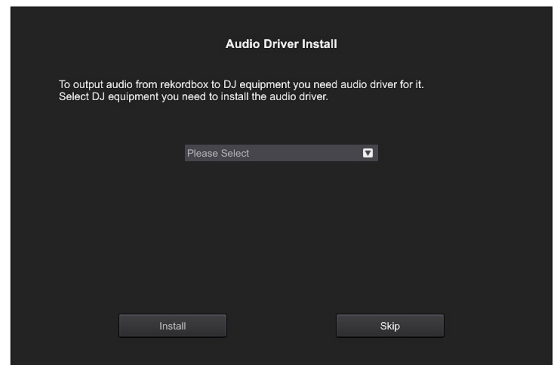 Audio Driver Install
To output audio from rekordbox to DJ equipment you need audio driver for it.
Select DJ equipment you need to install the audio driver.
Please Select
Install
Skip